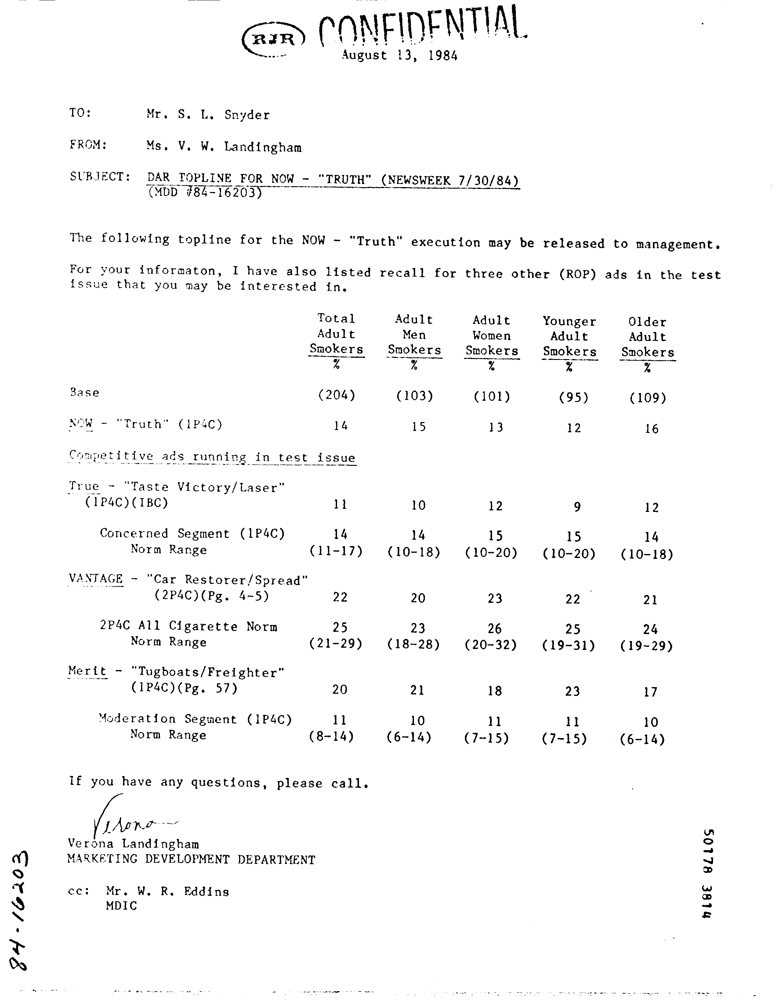 RJR CONFIDENTIAL
August 13, 1984
TO: Mr. S. L. Snyder
FROM: Ms. V. W. Landingham
SUBJECT: DAR TOPLINE FOR NOW - "TRUTH" (NEWSWEEK 7/30/84)
(MDD #84-16203)
The following topline for the NOW - "Truth" execution may be released to management.
For your informaton, I have also listed recall for three other (ROP) ads in the test
issue that you may be interested in.
Total Adult Adult Younger Older
Adult Men Women Adult Adult
Smokers Smokers Smokers Smokers Smokers
% % % % %
Base (204) (103) (101) (95) (109)
NOW - "Truth" (1P4C) 14 15 13 12 16
Competitive ads running in test issue
True - "Taste Victory/Laser"
(1P4C)(IBC) 11 10 12 9 12
Concerned Segment (1P4C) 14 14 15 15 14
Norm Range (11-17) (10-18) (10-20) (10-20) (10-18)
VANTAGE - "Car Restorer/Spread"
(2P4C)(Pg. 4-5) 22 20 23 22 21
2P4C All Cigarette Norm 25 23 26 25 24
Norm Range (21-29) (18-28) (20-32) (19-31) (19-29)
Merit - "Tugboats/Freighter"
(1P4C)(Pg. 57) 20 21 18 23 17
Moderation Segment (1P4C) 11 10 11 11 10
Norm Range (8-14) (6-14) (7-15) (7-15) (6-14)
If you have any questions, please call.
Verona
Verona Landingham
MARKETING DEVELOPMENT DEPARTMENT
cc: Mr. W. R. Eddins
MDIC
84-16203
50178 3814